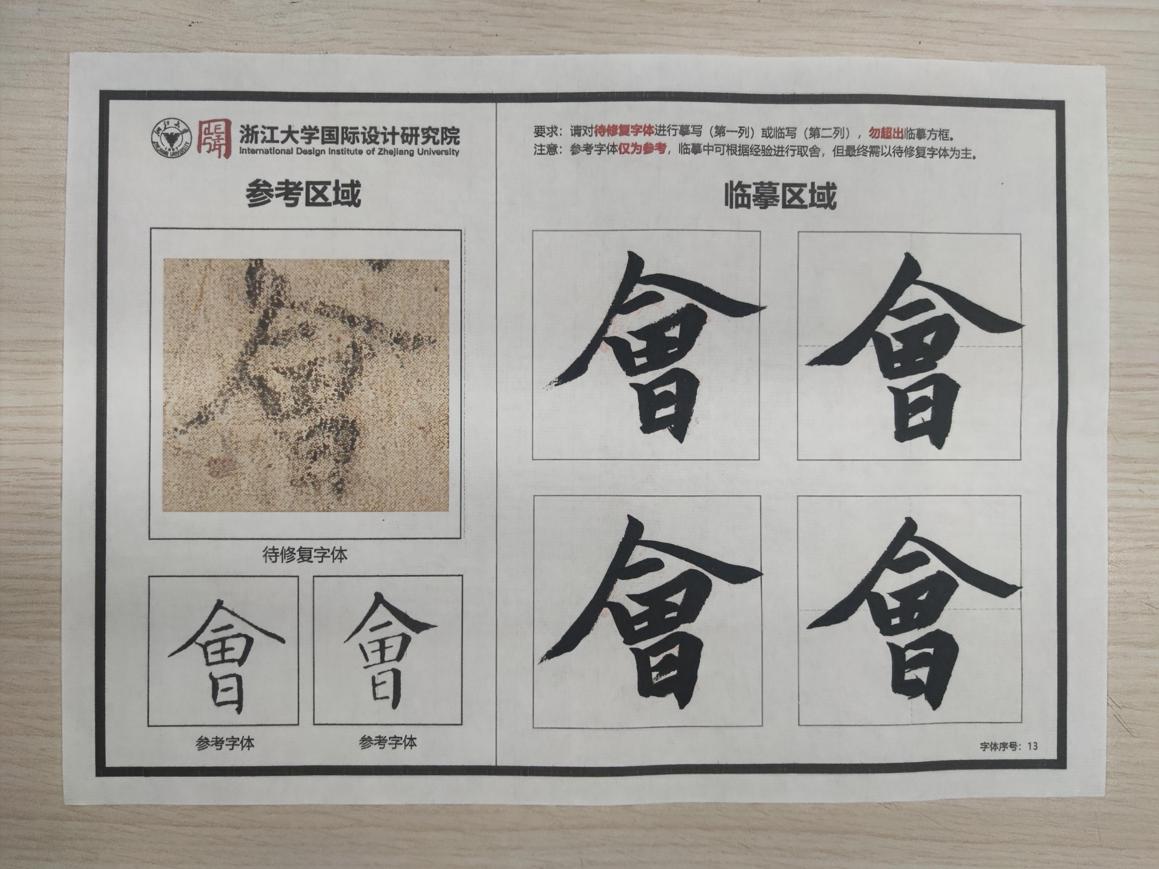 浙江大学国际设计研究院
International Design Institute of Zhejiang University
参考区域
會
待修复字体
會
會
参考字体
参考字体
要求：请对待修复字体进行摹写（第一列）或临写（第二列），勿超出临摹方框。
注意：参考字体仅为参考，临摹中可根据经验进行取舍，但最终需以待修复字体为主。
临摹区域
會
會
會
會
字体序号：13